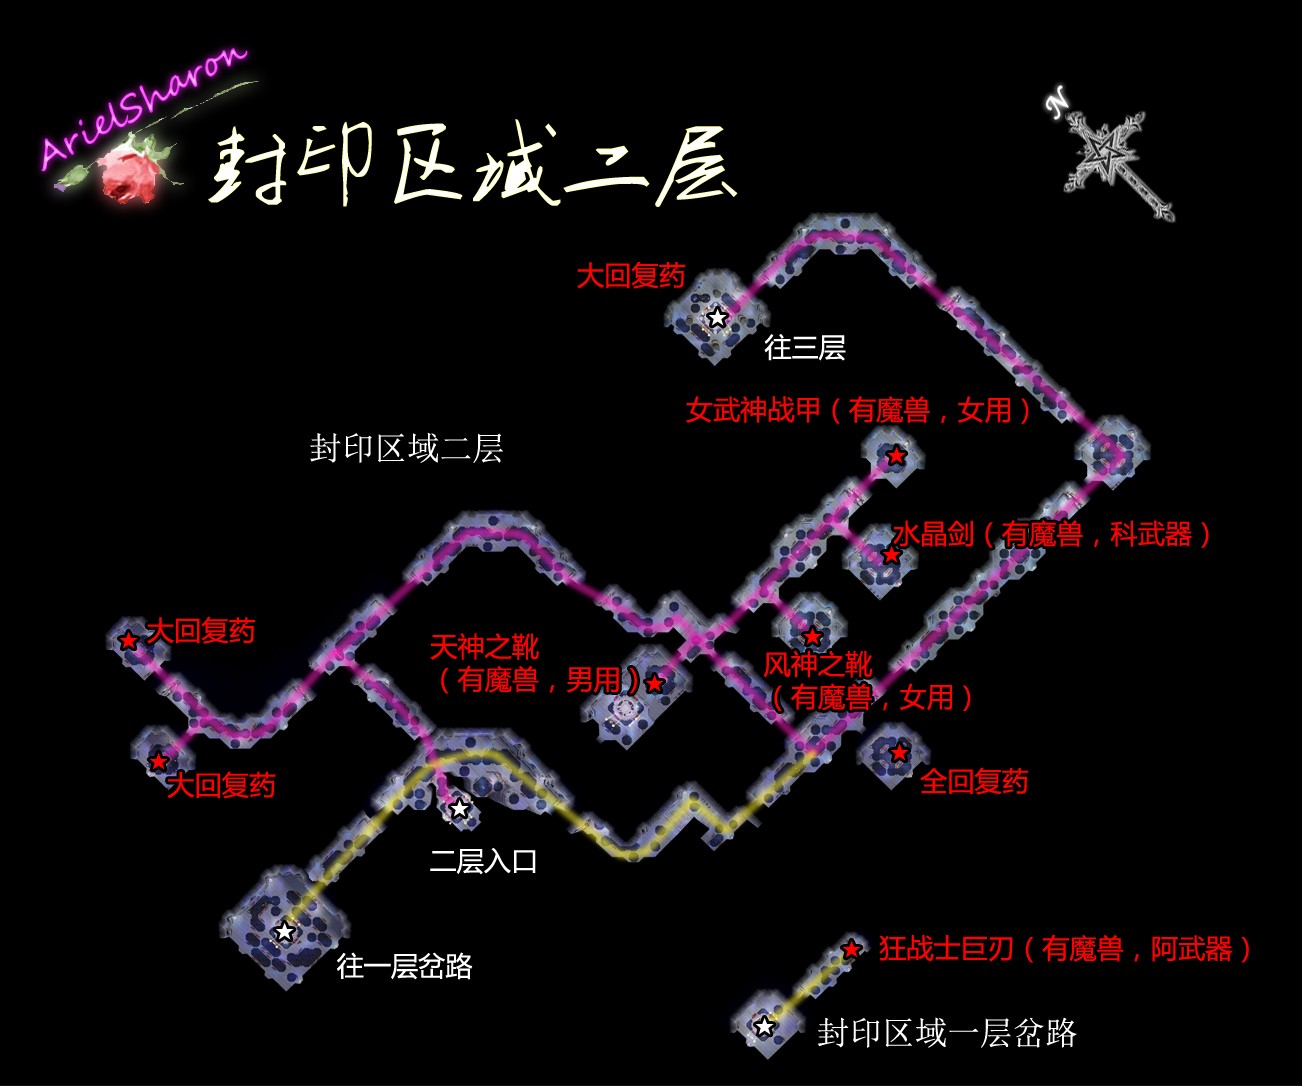 ArielSharon
N
封印区域二层
大回复药
往三层
女武神战甲（有魔兽，女用）
封印区域二层
水晶剑（有魔兽，科武器）
大回复药
天神之靴
（有魔兽，男用）
风神之靴
（有魔兽，女用）
大回复药
全回复药
二层入口
往一层岔路
狂战士巨刃（有魔兽，阿武器）
封印区域一层岔路